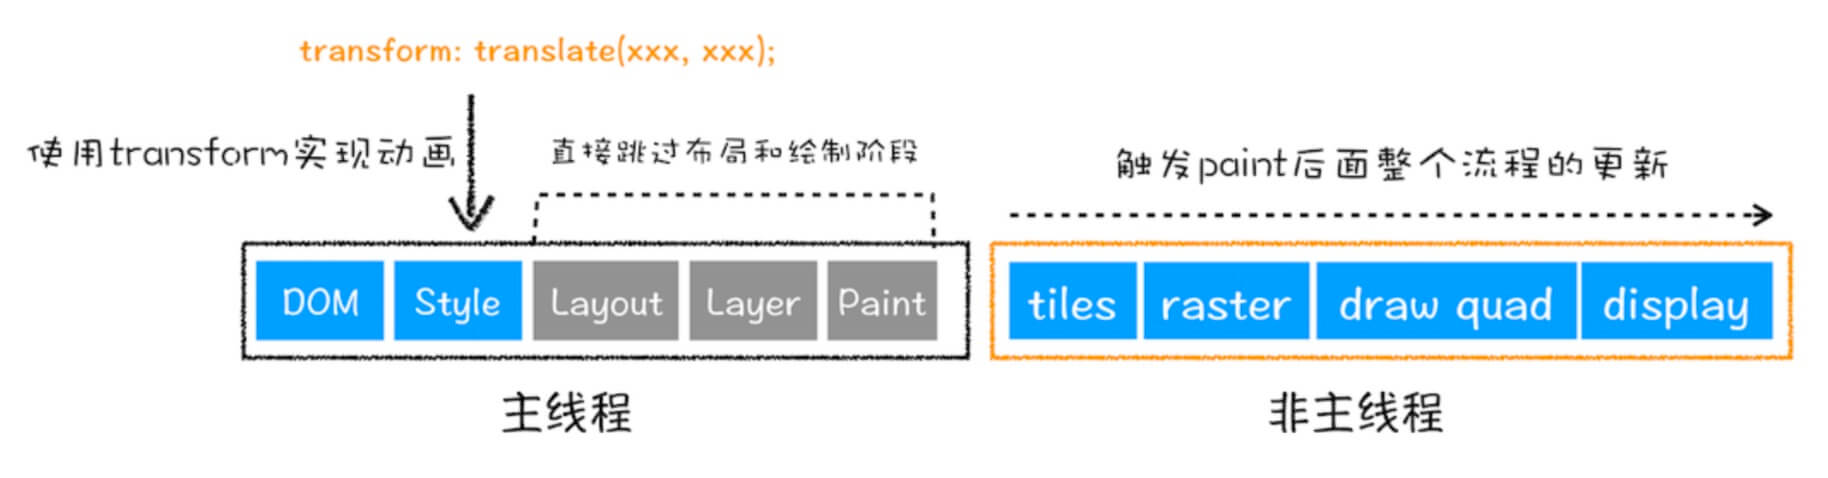 transform: translate(xxx, xxx);
使用transform实现动画
直接跳过布局和绘制阶段
触发paint后面整个流程的更新
DOM Style Layout Layer Paint tiles raster draw quad display
主线程
非主线程